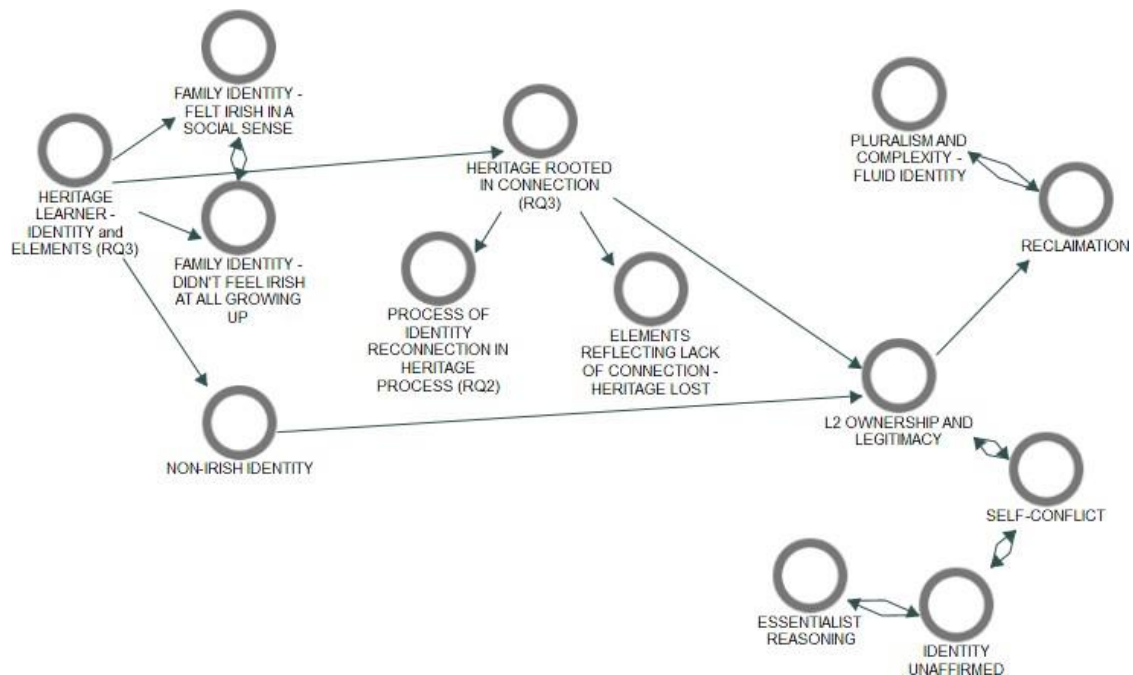 FAMILY IDENTITY -
FELT IRISH IN A
SOCIAL SENSE
HERITAGE
LEARNER -
IDENTITY and
ELEMENTS (RQ3)
FAMILY IDENTITY -
DIDN'T FEEL IRISH
AT ALL GROWING
UP
HERITAGE ROOTED
IN CONNECTION
(RQ3)
PLURALISM AND
COMPLEXITY -
FLUID IDENTITY
RECLAIMATION
PROCESS OF
IDENTITY
RECONNECTION IN
HERITAGE
PROCESS (RQ2)
ELEMENTS
REFLECTING LACK
OF CONNECTION -
HERITAGE LOST
L2 OWNERSHIP AND
LEGITIMACY
NON-IRISH IDENTITY
SELF-CONFLICT
ESSENTIALIST
REASONING
IDENTITY
UNAFFIRMED